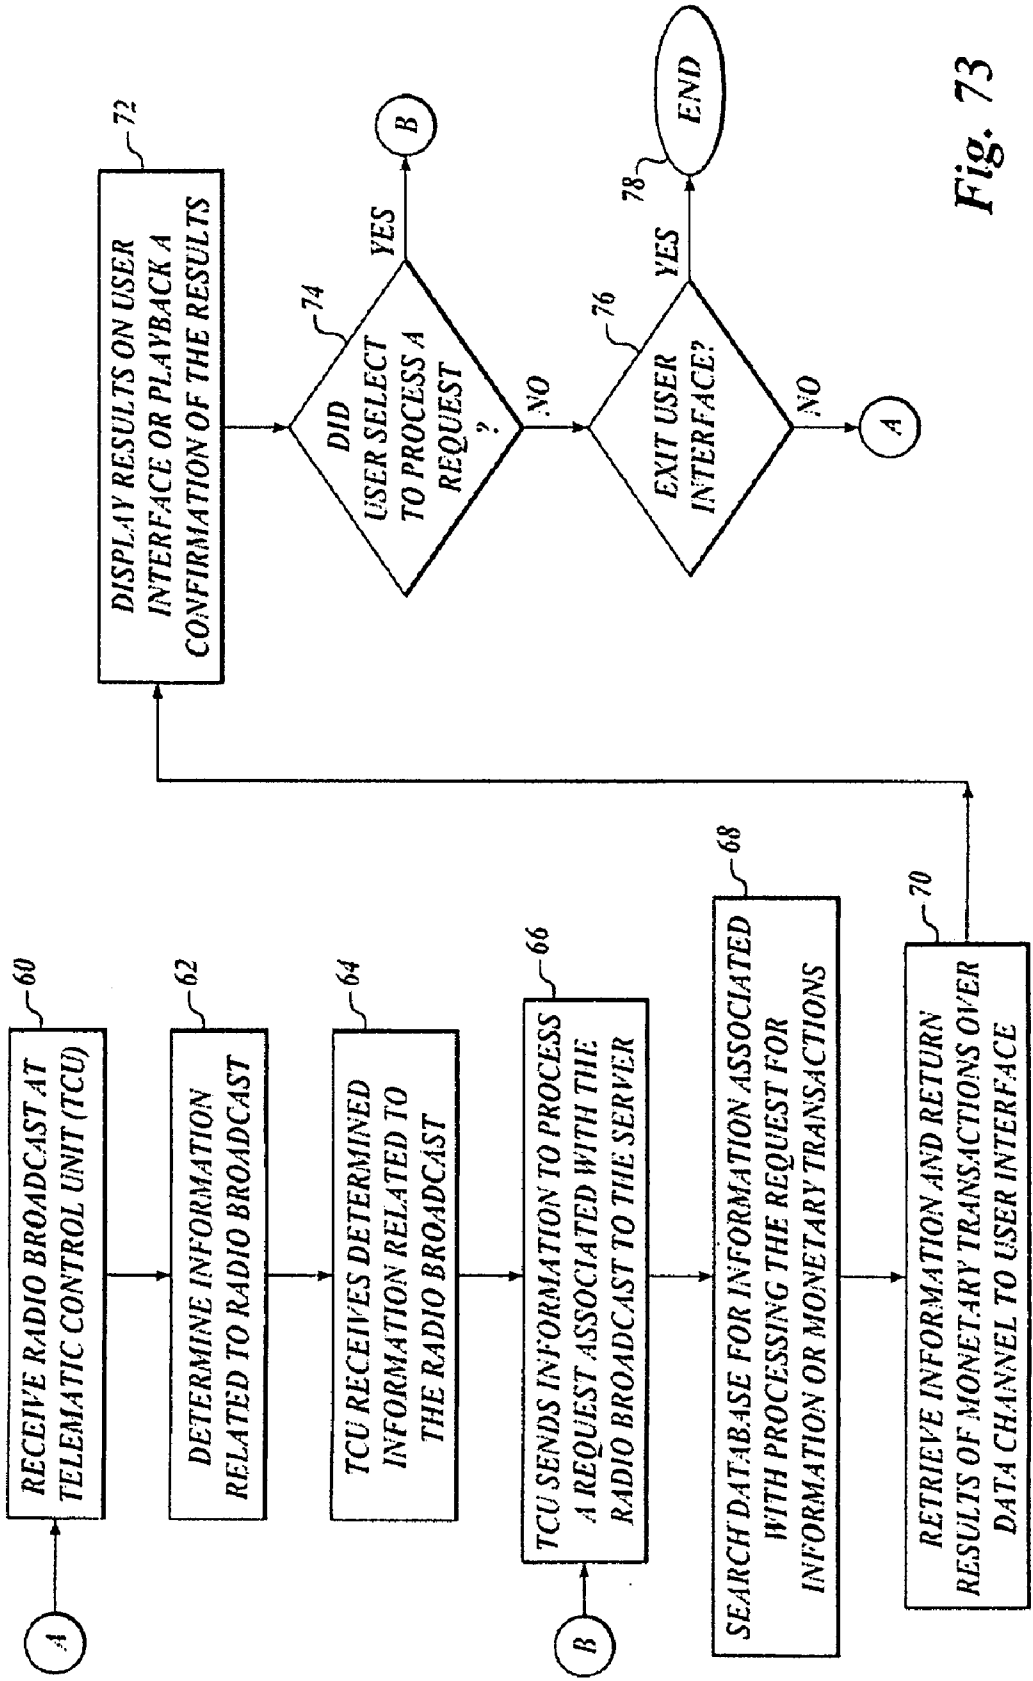 A
RECEIVE RADIO BROADCAST AT
TELEMATIC CONTROL UNIT (TCU)
60
DETERMINE INFORMATION
RELATED TO RADIO BROADCAST
62
TCU RECEIVES DETERMINED
INFORMATION RELATED TO
THE RADIO BROADCAST
64
B
TCU SENDS INFORMATION TO PROCESS
A REQUEST ASSOCIATED WITH THE
RADIO BROADCAST TO THE SERVER
66
SEARCH DATABASE FOR INFORMATION ASSOCIATED
WITH PROCESSING THE REQUEST FOR
INFORMATION OR MONETARY TRANSACTIONS
68
RETRIEVE INFORMATION AND RETURN
RESULTS OF MONETARY TRANSACTIONS OVER
DATA CHANNEL TO USER INTERFACE
70
DISPLAY RESULTS ON USER
INTERFACE OR PLAYBACK A
CONFIRMATION OF THE RESULTS
72
DID
USER SELECT
TO PROCESS A
REQUEST
?
74
YES
B
NO
EXIT USER
INTERFACE?
76
YES
78
END
NO
A
Fig. 73